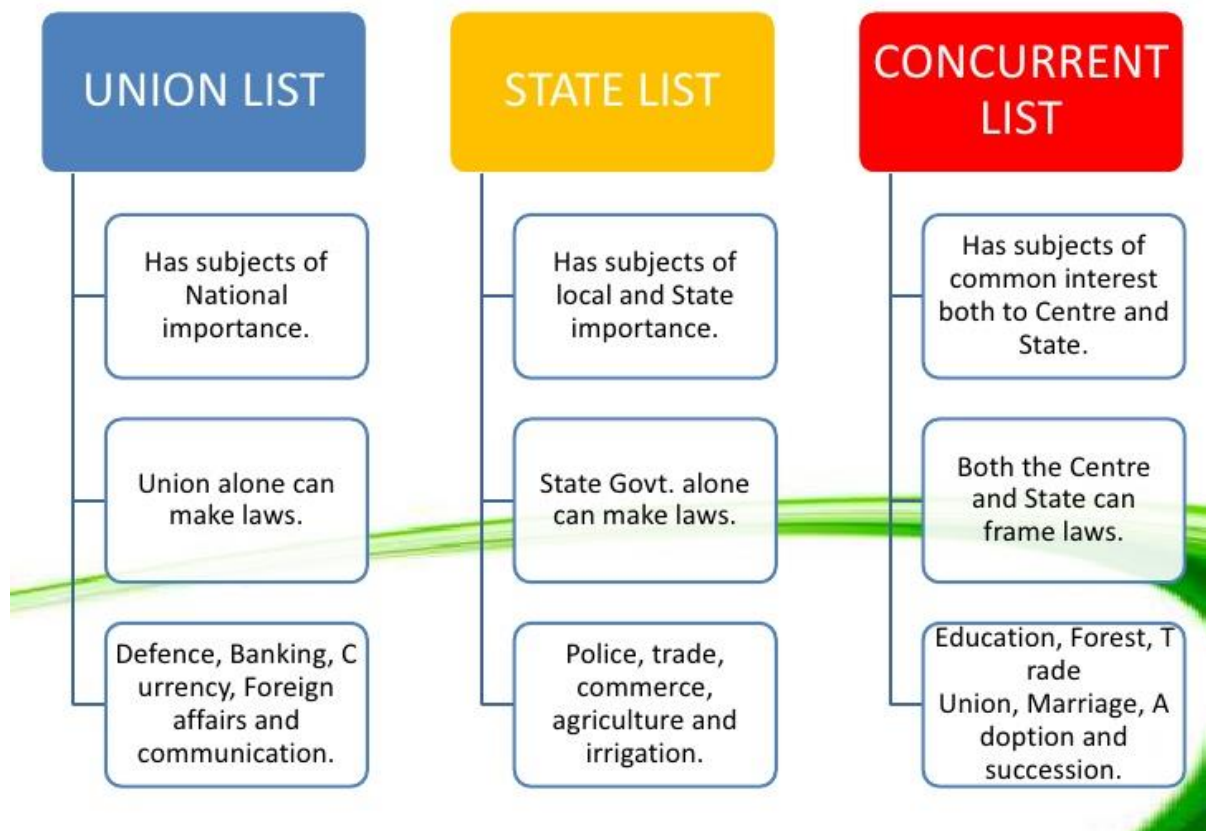 UNION LIST
Has subjects of
National
importance.
Union alone can
make laws.
Defence, Banking, C
urrency, Foreign
affairs and
communication.
STATE LIST
Has subjects of
local and State
importance.
State Govt. alone
can make laws.
Police, trade,
commerce,
agriculture and
irrigation.
CONCURRENT
LIST
Has subjects of
common interest
both to Centre and
State.
Both the Centre
and State can
frame laws.
Education, Forest, T
rade
Union, Marriage, A
doption and
succession.